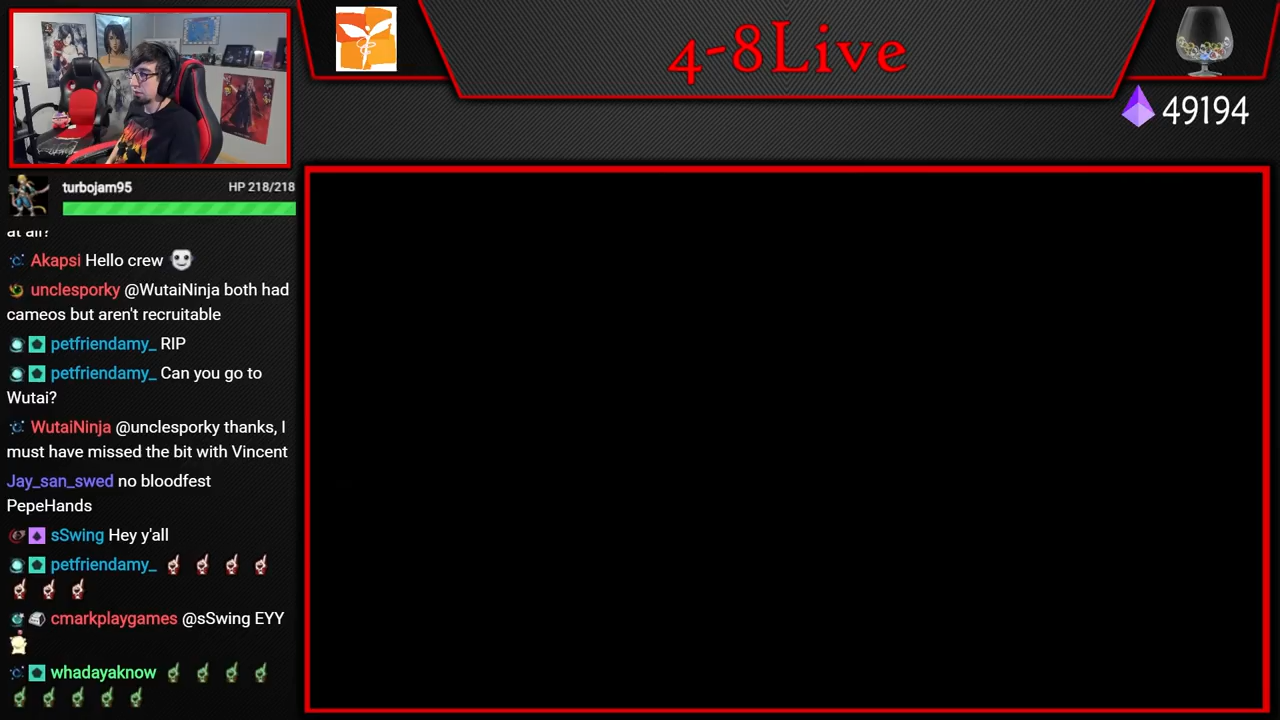 4-8Live
49194
turbojam95 HP 218/218
at all?
Akapsi Hello crew
unclesporky @WutaiNinja both had
cameos but aren't recruitable
petfriendamy_ RIP
petfriendamy_ Can you go to
Wutai?
WutaiNinja @unclesporky thanks, I
must have missed the bit with Vincent
Jay_san_swed no bloodfest
PepeHands
sSwing Hey y'all
petfriendamy_
cmarkplaygames @sSwing EYY
whadayaknow